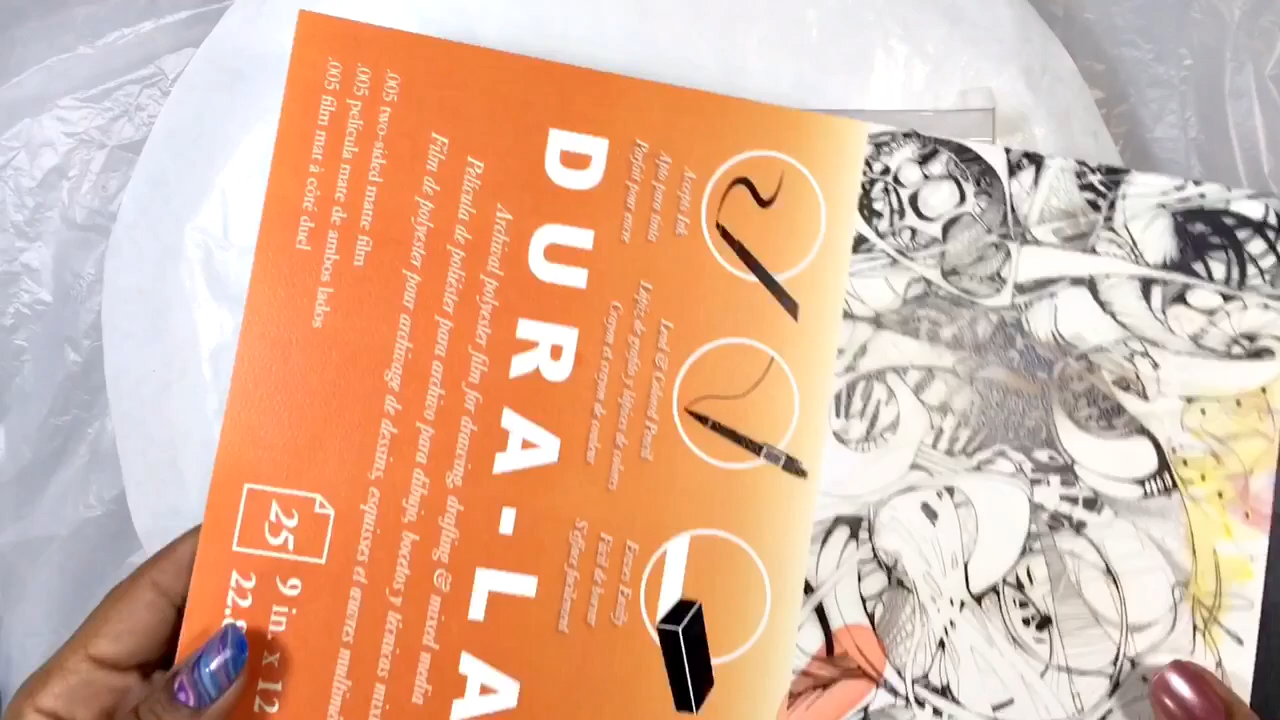 Accepts Ink
Apto para tinta
Parfait pour encre
Lead & Colored Pencil
Lápiz de grafito y lápices de colores
Crayon et crayon de couleur
Erases Easily
Fácil de borrar
S'efface facilement
DURA-LA
Archival polyester film for drawing, drafting & mixed media
Película de poliéster para archivo para dibujo, bocetos y técnicas
Film de polyester pour archivage de dessins, esquisses et œuvres
.005 two-sided matte film
.005 película mate de ambos lados
.005 film mat à côté duel
25
9 in. x 12
22.8